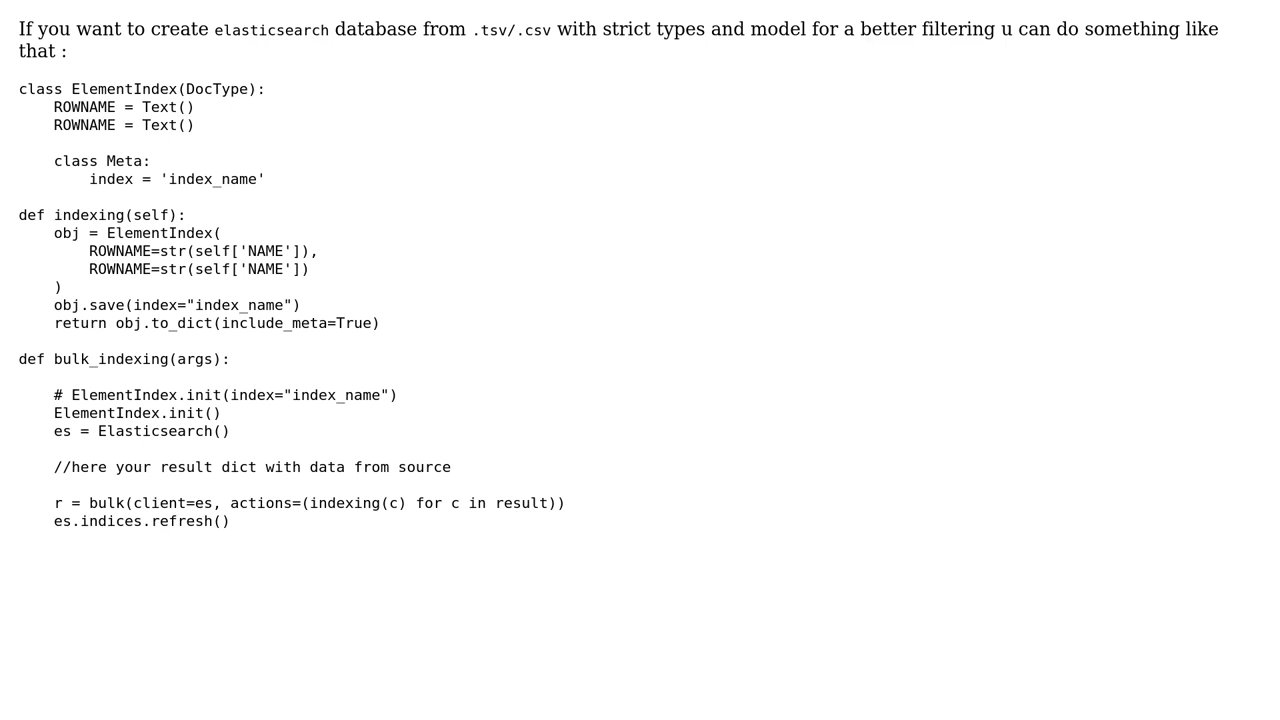 If you want to create elasticsearch database from .tsv/.csv with strict types and model for a better filtering u can do something like
that :
class ElementIndex(DocType):
    ROWNAME = Text()
    ROWNAME = Text()

    class Meta:
        index = 'index_name'

def indexing(self):
    obj = ElementIndex(
        ROWNAME=str(self['NAME']),
        ROWNAME=str(self['NAME'])
    )
    obj.save(index="index_name")
    return obj.to_dict(include_meta=True)

def bulk_indexing(args):

    # ElementIndex.init(index="index_name")
    ElementIndex.init()
    es = Elasticsearch()

    //here your result dict with data from source

    r = bulk(client=es, actions=(indexing(c) for c in result))
    es.indices.refresh()